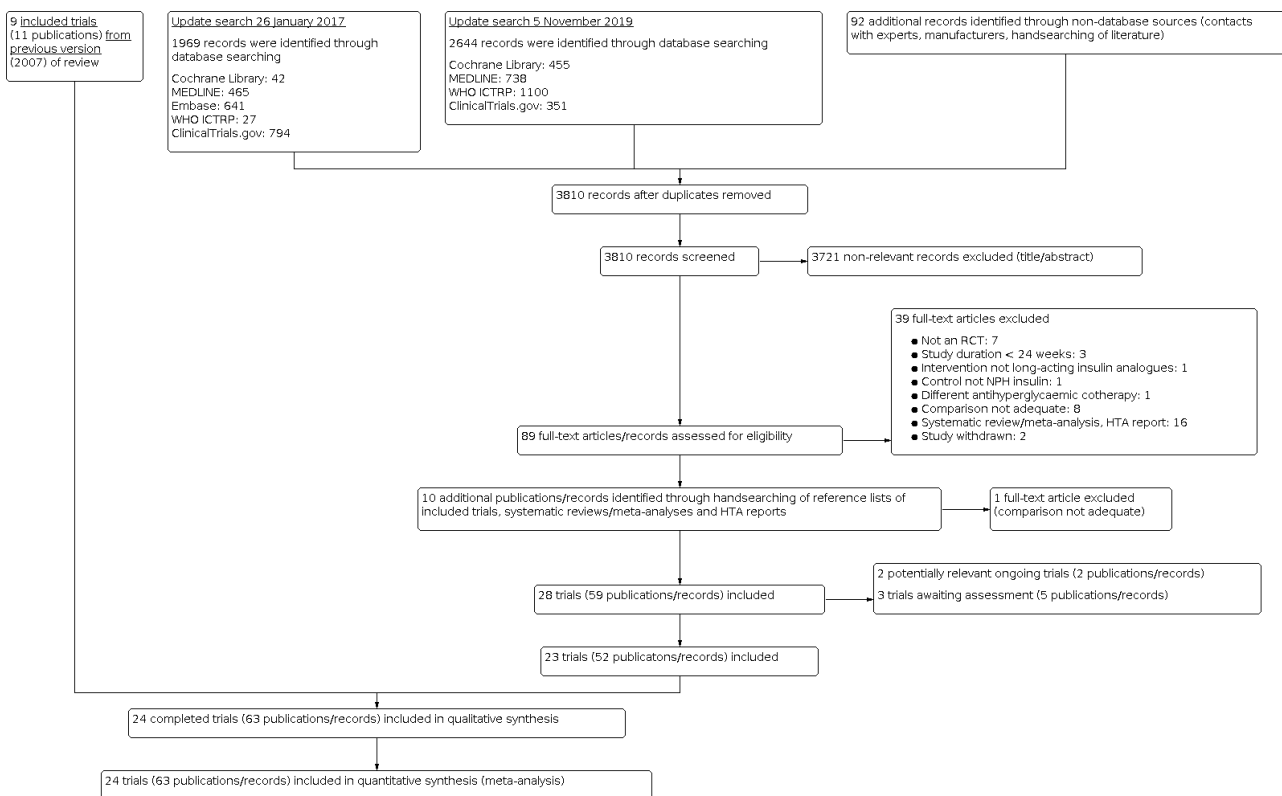 9 included trials
(11 publications) from
previous version
(2007) of review
Update search 26 January 2017
1969 records were identified through
database searching
Cochrane Library: 42
MEDLINE: 465
Embase: 641
WHO ICTRP: 27
ClinicalTrials.gov: 794
Update search 5 November 2019
2644 records were identified through database searching
Cochrane Library: 455
MEDLINE: 738
WHO ICTRP: 1100
ClinicalTrials.gov: 351
92 additional records identified through non-database sources (contacts
with experts, manufacturers, handsearching of literature)
3810 records after duplicates removed
3810 records screened
3721 non-relevant records excluded (title/abstract)
39 full-text articles excluded
● Not an RCT: 7
● Study duration < 24 weeks: 3
● Intervention not long-acting insulin analogues: 1
● Control not NPH insulin: 1
● Different antihyperglycaemic cotherapy: 1
● Comparison not adequate: 8
● Systematic review/meta-analysis, HTA report: 16
● Study withdrawn: 2
89 full-text articles/records assessed for eligibility
10 additional publications/records identified through handsearching of reference lists of
included trials, systematic reviews/meta-analyses and HTA reports
1 full-text article excluded
(comparison not adequate)
28 trials (59 publications/records) included
2 potentially relevant ongoing trials (2 publications/records)
3 trials awaiting assessment (5 publications/records)
23 trials (52 publicatons/records) included
24 completed trials (63 publications/records) included in qualitative synthesis
24 trials (63 publications/records) included in quantitative synthesis (meta-analysis)